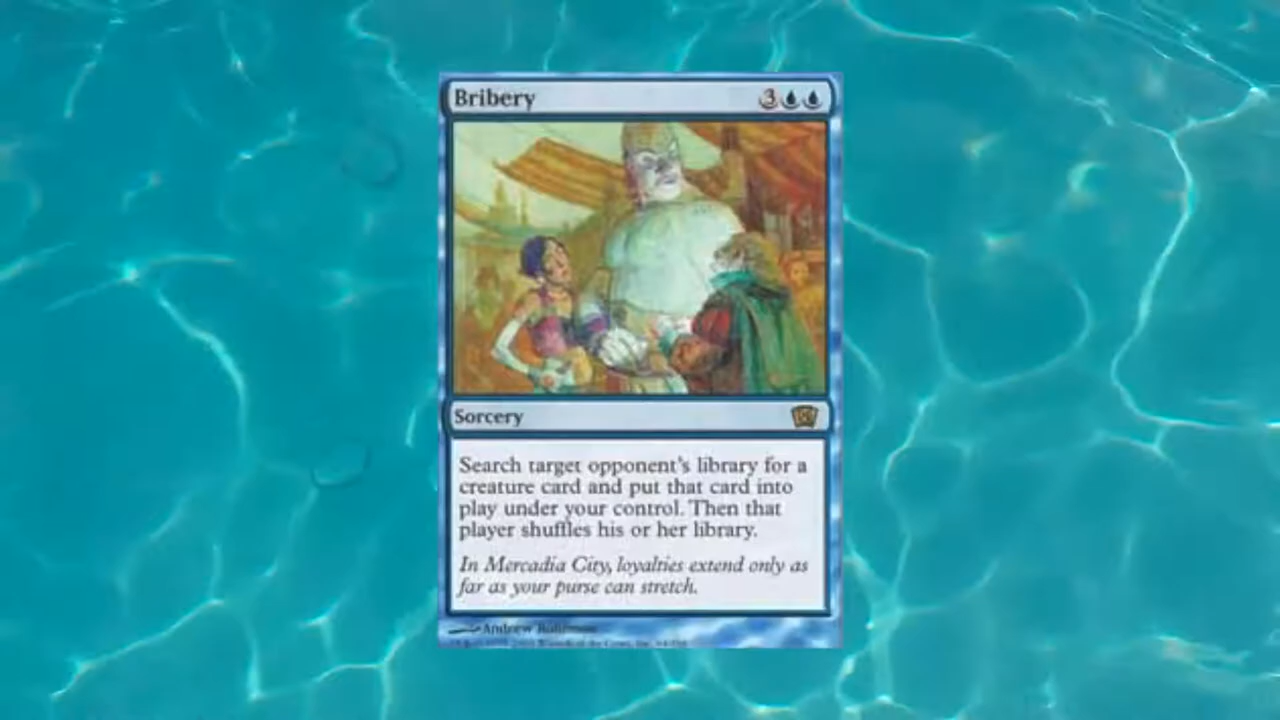 Bribery 3
Sorcery
Search target opponent's library for a
creature card and put that card into
play under your control. Then that
player shuffles his or her library.
In Mercadia City, loyalties extend only as
far as your purse can stretch.
Andrew